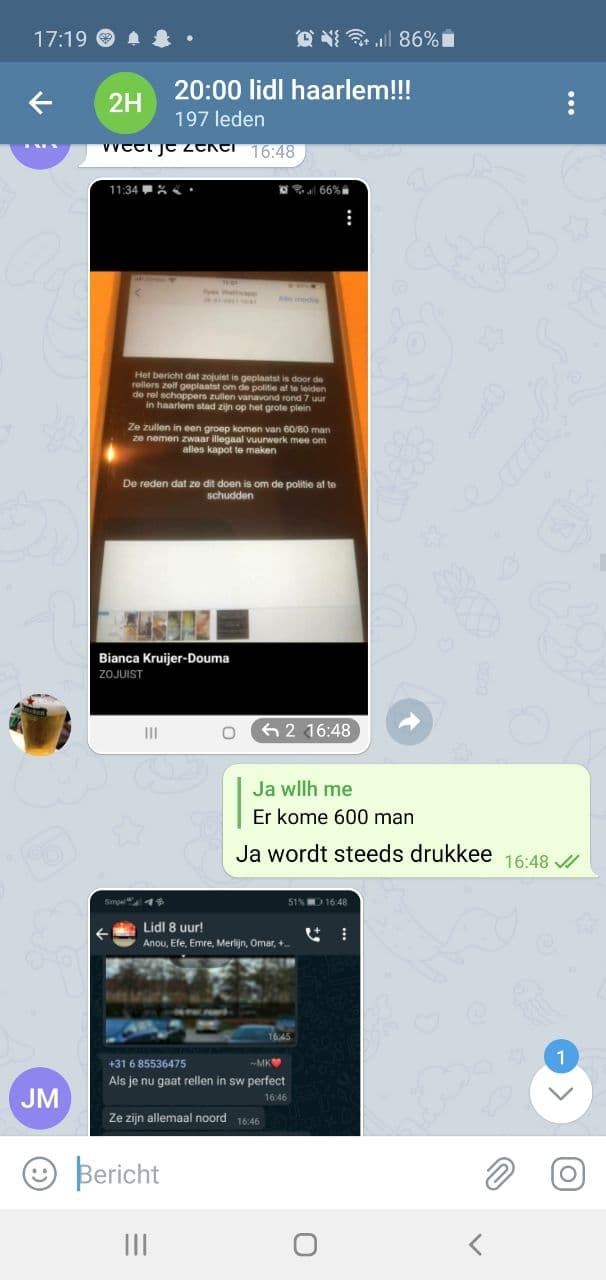 17:19
86%
2H
20:00 lidl haarlem!!!
197 leden
Weet je zeker 16:48
11:34
66%
Alle media
Het bericht dat zojuist is geplaatst is door de
rellers zelf geplaatst om de politie af te leiden
de rel schoppers zullen vanavond rond 7 uur
in haarlem stad zijn op het grote plein
Ze zullen in een groep komen van 60/80 man
ze nemen zwaar illegaal vuurwerk mee om
alles kapot te maken
De reden dat ze dit doen is om de politie af te
schudden
Bianca Kruijer-Douma
ZOJUIST
2 16:48
Ja wllh me
Er kome 600 man
Ja wordt steeds drukkee 16:48
Simpel 51% 16:48
Lidl 8 uur!
Anou, Efe, Emre, Merlijn, Omar, +...
16:45
+31 6 85536475 ~MK❤
Als je nu gaat rellen in sw perfect
16:46
Ze zijn allemaal noord 16:46
JM
1
Bericht